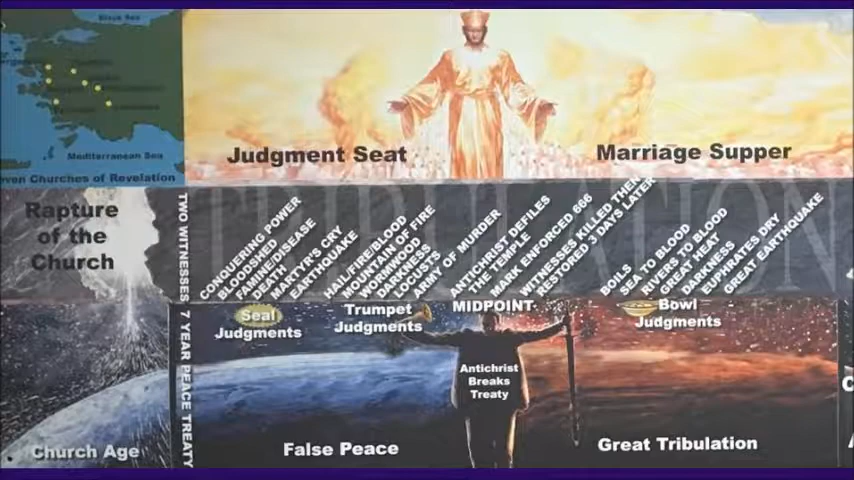 Black Sea
Mediterranean Sea
even Churches of Revelation
Judgment Seat
Marriage Supper
TRIBULATION
Rapture
of the
Church
TWO WITNESSES 7 YEAR PEACE TREATY
CONQUERING POWER
BLOODSHED
FAMINE/DISEASE
DEATH
MARTYR'S CRY
EARTHQUAKE
HAIL/FIRE/BLOOD
MOUNTAIN OF FIRE
WORMWOOD
DARKNESS
LOCUSTS
ARMY OF MURDER
ANTICHRIST DEFILES
THE TEMPLE
MARK ENFORCED 666
WITNESSES KILLED THEN
RESTORED 3 DAYS LATER
BOILS
SEA TO BLOOD
RIVERS TO BLOOD
GREAT HEAT
DARKNESS
EUPHRATES DRY
GREAT EARTHQUAKE
Seal
Judgments
Trumpet
Judgments
MIDPOINT
Bowl
Judgments
Antichrist
Breaks
Treaty
Church Age
False Peace
Great Tribulation